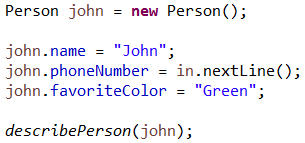 Person john = new Person();
john.name = "John";
john.phoneNumber = in.nextLine();
john.favoriteColor = "Green";
describePerson(john);